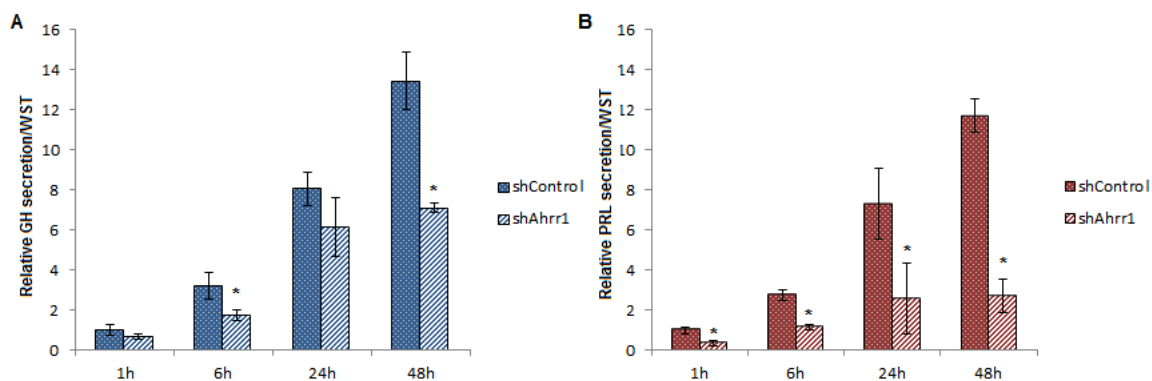 A
Relative GH secretion/WST
16
14
12
10
8
6
4
2
0
*
*
1h 6h 24h 48h
shControl
shAhrr1
B
Relative PRL secretion/WST
16
14
12
10
8
6
4
2
0
*
*
*
*
1h 6h 24h 48h
shControl
shAhrr1